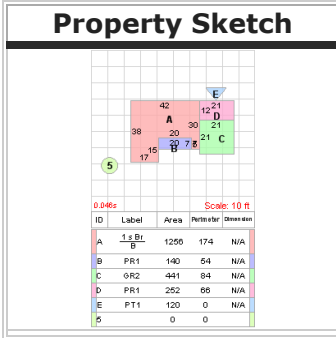 Property Sketch
E
42
12
21
D
A
30
21
38
20
21
C
20
7
B
15
17
5
0.046s
Scale: 10 ft
ID Label Area Perimeter Dimension
A 1 s Br 1256 174 N/A
B
B PR1 140 54 N/A
C GR2 441 84 N/A
D PR1 252 66 N/A
E PT1 120 0 N/A
5 0 0